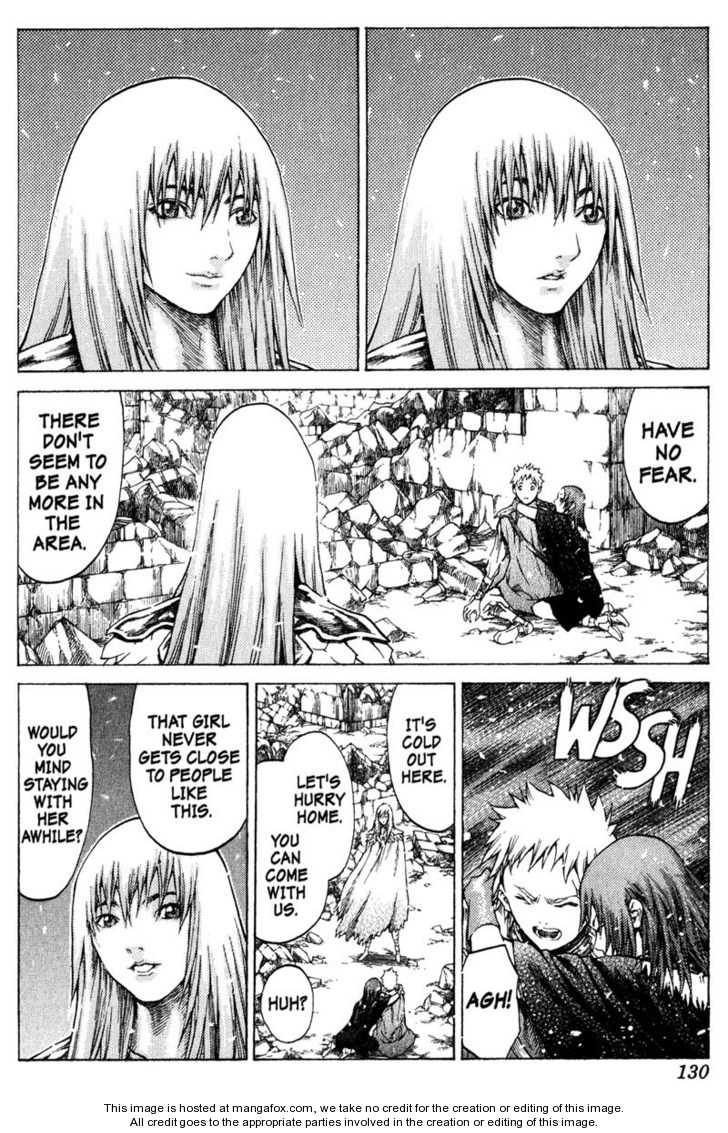 HAVE
NO
FEAR.
THERE
DON'T
SEEM TO
BE ANY
MORE IN
THE
AREA.
WSSH
AGH!
IT'S
COLD
OUT
HERE.
LET'S
HURRY
HOME.
YOU
CAN
COME
WITH
US.
HUH?
THAT GIRL
NEVER
GETS CLOSE
TO PEOPLE
LIKE
THIS.
WOULD
YOU
MIND
STAYING
WITH
HER
AWHILE?
130
This image is hosted at mangafox.com, we take no credit for the creation or editing of this image.
All credit goes to the appropriate parties involved in the creation or editing of this image.